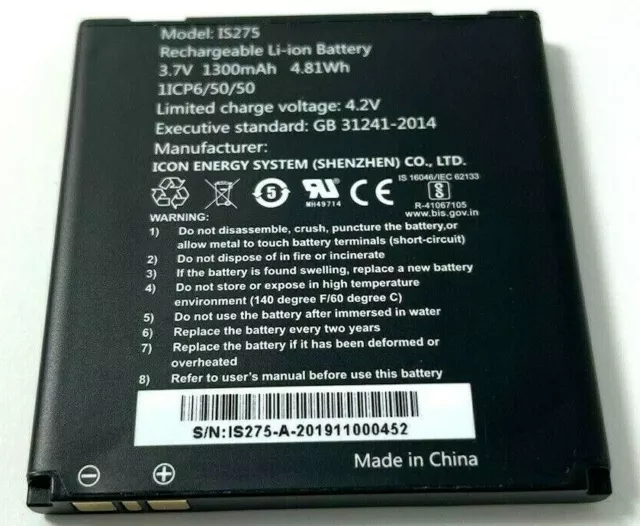 Model: IS275
Rechargeable Li-ion Battery
3.7V 1300mAh 4.81Wh
1ICP6/50/50
Limited charge voltage: 4.2V
Executive standard: GB 31241-2014
Manufacturer:
ICON ENERGY SYSTEM (SHENZHEN) CO., LTD.
IS 16046/IEC 62133
5
MH49714
R-41067105
www.bis.gov.in
WARNING:
1) Do not disassemble, crush, puncture the battery,or
allow metal to touch battery terminals (short-circuit)
2) Do not dispose of in fire or incinerate
3) If the battery is found swelling, replace a new battery
4) Do not store or expose in high temperature
environment (140 degree F/60 degree C)
5) Do not use the battery after immersed in water
6) Replace the battery every two years
7) Replace the battery if it has been deformed or
overheated
8) Refer to user's manual before use this battery
S/N:IS275-A-201911000452
Made in China